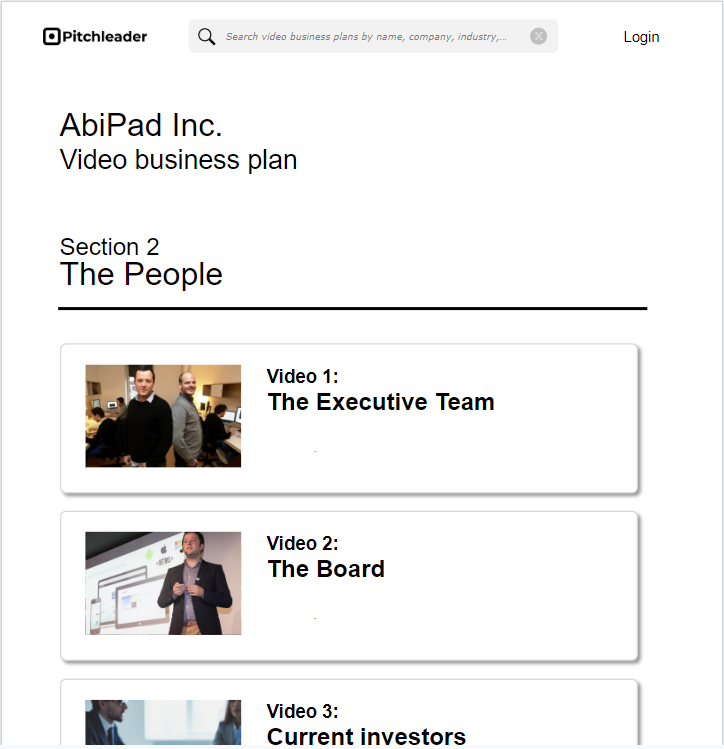 Pitchleader
Search video business plans by name, company, industry,...
X
Login
AbiPad Inc.
Video business plan
Section 2
The People
Video 1:
The Executive Team
Video 2:
The Board
HTML
Video 3:
Current investors